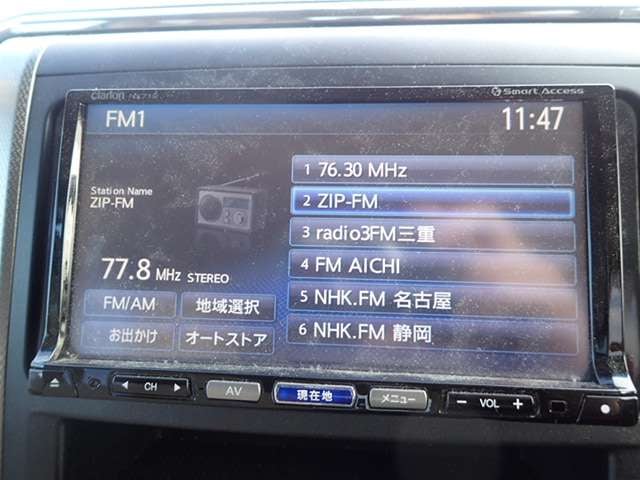 clarion
Smart Access
FM1
11:47
Station Name
ZIP-FM
77.8 MHz STEREO
1 76.30 MHz
2 ZIP-FM
3 radio3FM三重
4 FM AICHI
5 NHK.FM 名古屋
6 NHK.FM 静岡
FM/AM
地域選択
お出かけ
オートストア
CH
AV
現在地
メニュー
− VOL +